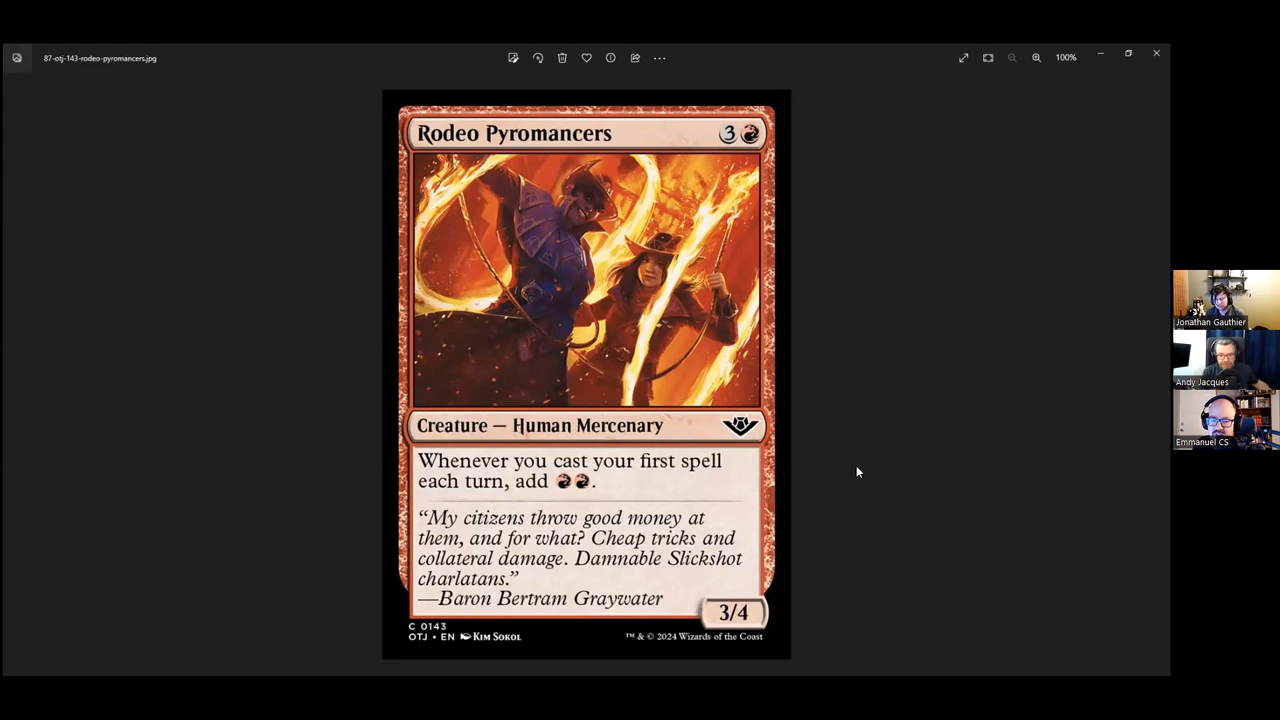 87-otj-143-rodeo-pyromancers.jpg
100%
Rodeo Pyromancers
3
Creature — Human Mercenary
Whenever you cast your first spell
each turn, add
“My citizens throw good money at
them, and for what? Cheap tricks and
collateral damage. Damnable Slickshot
charlatans.”
—Baron Bertram Graywater
3/4
C 0143
OTJ • EN Kim Sokol
™ & © 2024 Wizards of the Coast
Jonathan Gauthier
Andy Jacques
Emmanuel CS